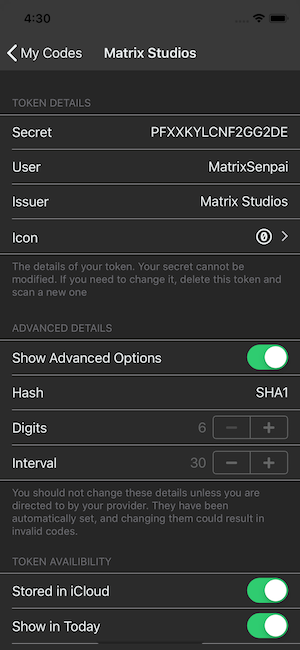 4:30
My Codes Matrix Studios
TOKEN DETAILS
Secret PFXXKYLCNF2GG2DE
User MatrixSenpai
Issuer Matrix Studios
Icon
The details of your token. Your secret cannot be
modified. If you need to change it, delete this token and
scan a new one
ADVANCED DETAILS
Show Advanced Options
Hash SHA1
Digits 6 − +
Interval 30 − +
You should not change these details unless you are
directed to by your provider. They have been
automatically set, and changing them could result in
invalid codes.
TOKEN AVAILIBILITY
Stored in iCloud
Show in Today